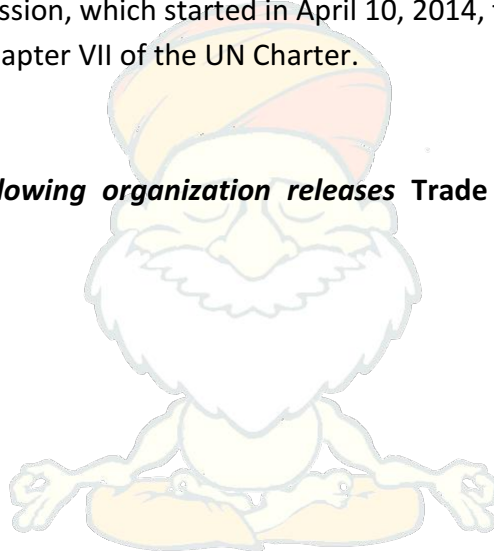 ssion, which started in April 10, 2014, 
apter VII of the UN Charter.
lowing organization releases Trade